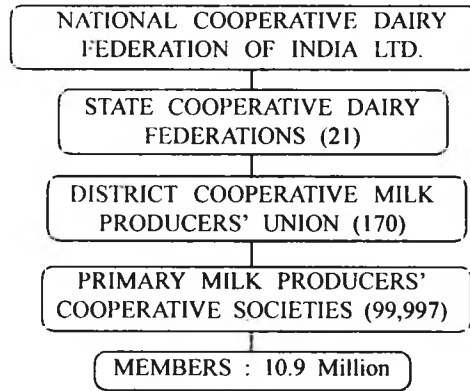 NATIONAL COOPERATIVE DAIRY
FEDERATION OF INDIA LTD.
STATE COOPERATIVE DAIRY
FEDERATIONS (21)
DISTRICT COOPERATIVE MILK
PRODUCERS' UNION (170)
PRIMARY MILK PRODUCERS'
COOPERATIVE SOCIETIES (99,997)
MEMBERS : 10.9 Million